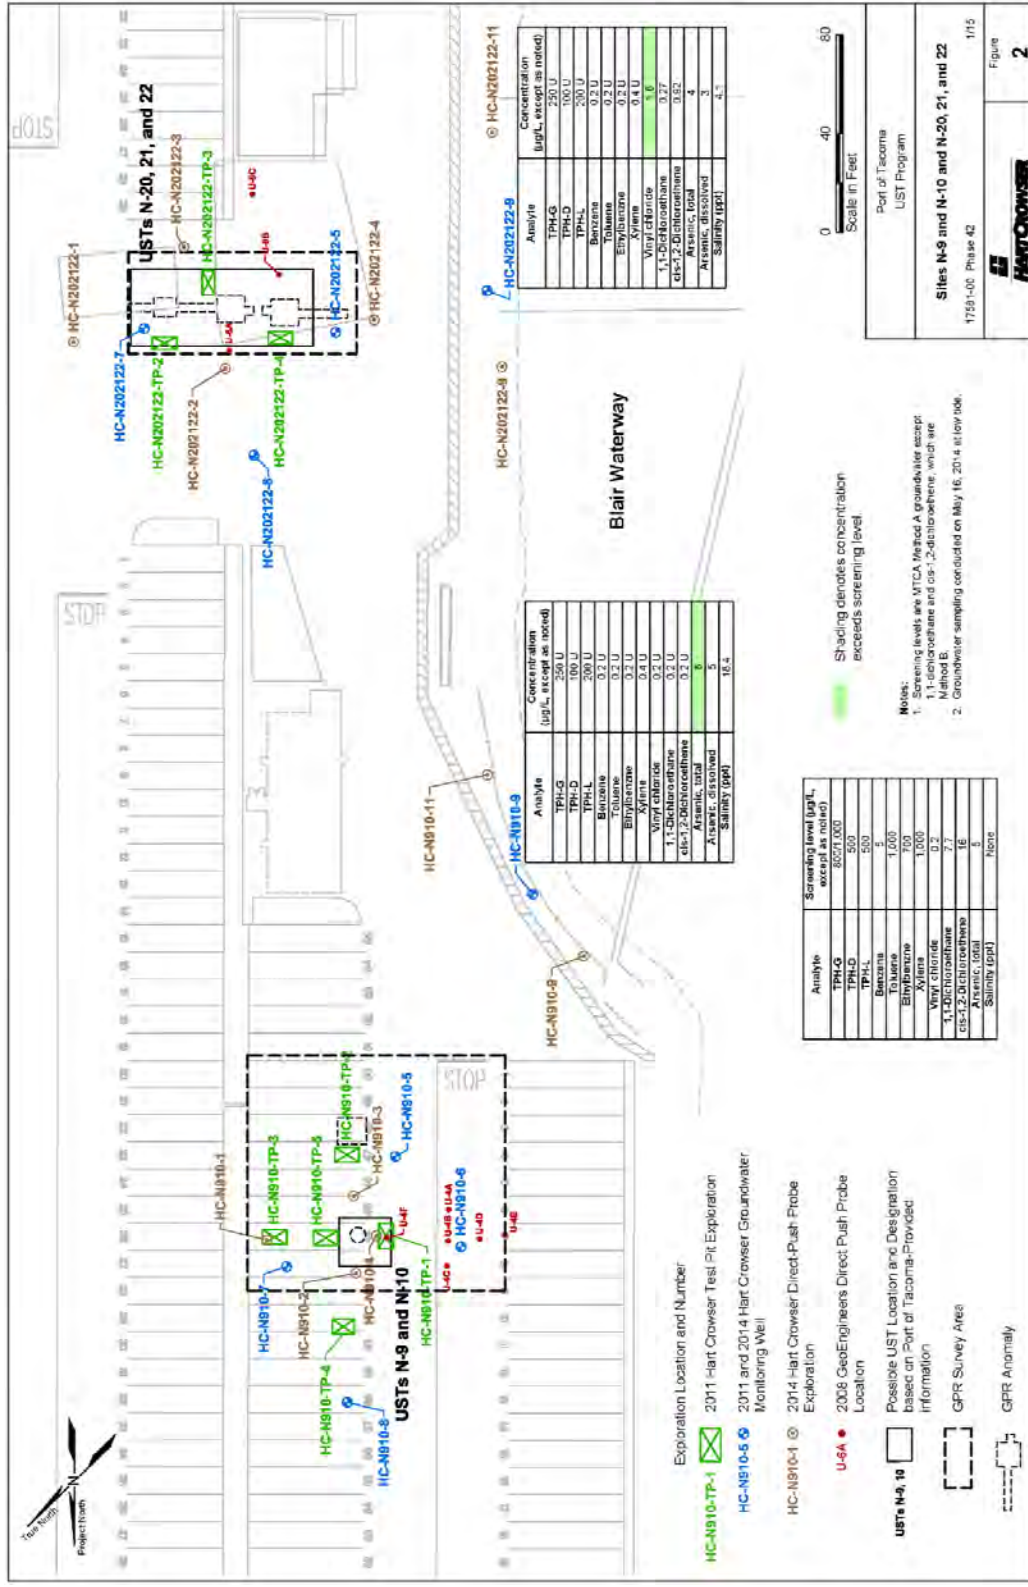 True North
Project North
N
STOP
STOP
STOP
USTs N-20, 21, and 22
HC-N202122-1
HC-N202122-3
HC-N202122-TP-3
HC-N202122-7
HC-N202122-TP-2
HC-N202122-2
HC-N202122-TP-4
HC-N202122-5
HC-N202122-4
HC-N202122-8
U-6A
U-6B
U-6C
HC-N202122-11
HC-N202122-9
Blair Waterway
HC-N910-1
HC-N910-TP-3
HC-N910-TP-5
HC-N910-TP-2
HC-N910-3
HC-N910-5
HC-N910-7
HC-N910-2
HC-N910-4
HC-N910-TP-1
HC-N910-TP-4
HC-N910-8
HC-N910-6
U-4F
U-4B
U-4A
U-4C
U-4D
U-4E
USTs N-9 and N-10
HC-N910-11
HC-N910-9
HC-N910-9
Analyte Concentration (µg/L, except as noted)
TPH-G 250 U
TPH-D 100 U
TPH-L 200 U
Benzene 0.2 U
Toluene 0.2 U
Ethylbenzne 0.2 U
Xylene 0.4 U
Vinyl chloride 1.6
1,1-Dichloroethane 0.27
cis-1,2-Dichloroethene 0.82
Arsenic, total 4
Arsenic, dissolved 3
Salinity (ppt) 4.1
Analyte Concentration (µg/L, except as noted)
TPH-G 250 U
TPH-D 100 U
TPH-L 200 U
Benzene 0.2 U
Toluene 0.2 U
Ethylbenzne 0.2 U
Xylene 0.4 U
Vinyl chloride 0.2 U
1,1-Dichloroethane 0.2 U
cis-1,2-Dichloroethene 0.2 U
Arsenic, total
Arsenic, dissolved 5
Salinity (ppt) 18.4
Exploration Location and Number
HC-N910-TP-1 2011 Hart Crowser Test Pit Exploration
HC-N910-5 2011 and 2014 Hart Crowser Groundwater
Monitoring Well
HC-N910-1 2014 Hart Crowser Direct-Push Probe
Exploration
U-6A 2008 GeoEngineers Direct Push Probe
Location
USTs N-9, 10 Possible UST Location and Designation
based on Port of Tacoma-Provided
information
GPR Survey Area
GPR Anomaly
Analyte Screening level (µg/L, except as noted)
TPH-G 800/1,000
TPH-D 500
TPH-L 500
Benzene 5
Toluene 1,000
Ethylbenzne 700
Xylene 1,000
Vinyl chloride 0.2
1,1-Dichloroethane 7.7
cis-1,2-Dichloroethene 16
Arsenic, total 5
Salinity (ppt) None
Shading denotes concentration
exceeds screening level.
Notes:
1. Screening levels are MTCA Method A groundwater except
1,1-dichloroethane and cis-1,2-dichloroethene, which are
Method B.
2. Groundwater sampling conducted on May 16, 2014 at low tide.
0 40 80
Scale in Feet
Port of Tacoma
UST Program
Sites N-9 and N-10 and N-20, 21, and 22
17581-00 Phase 42 1/15
HARTCROWSER
Figure
2